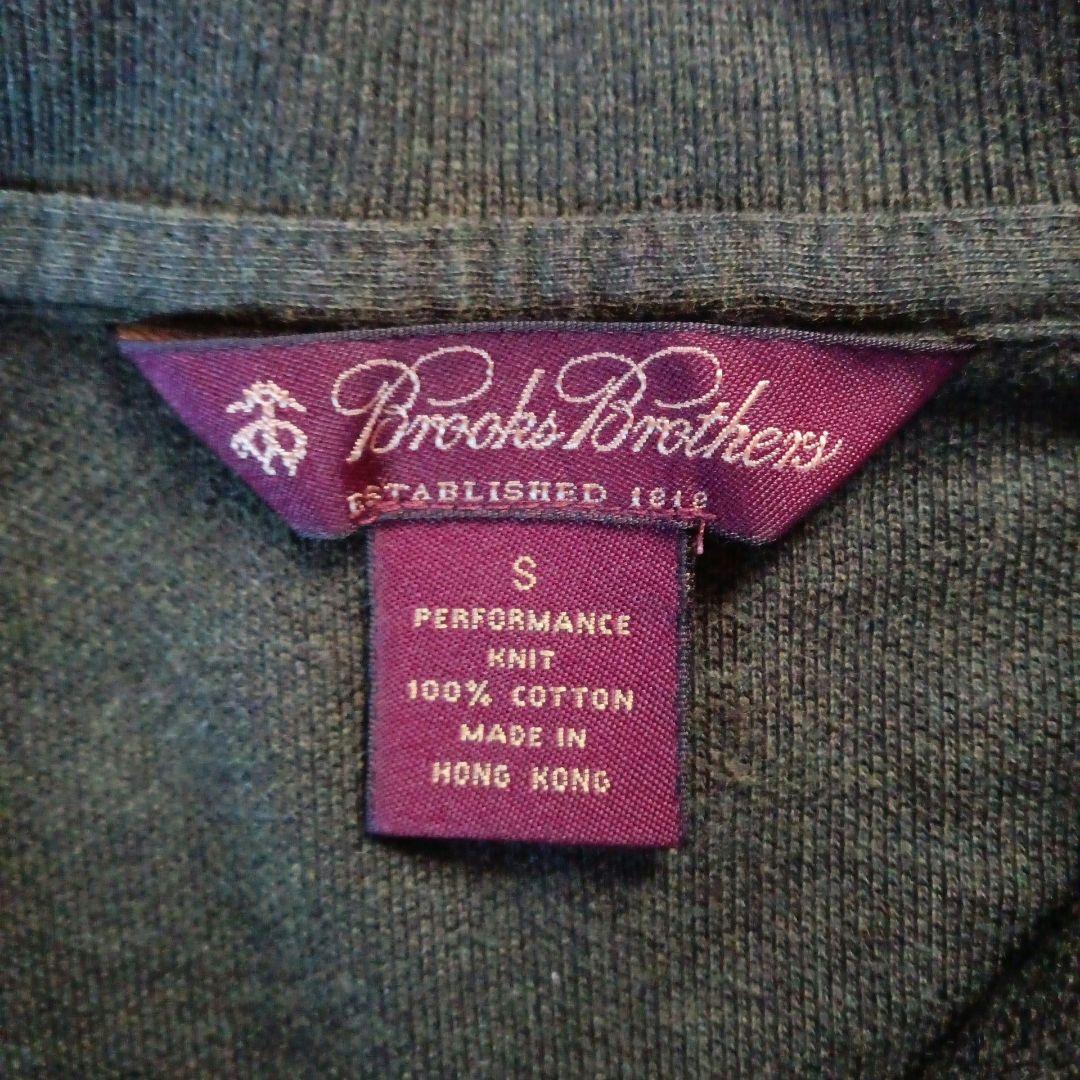 Brooks Brothers
ESTABLISHED 1818
S
PERFORMANCE
KNIT
100% COTTON
MADE IN
HONG KONG